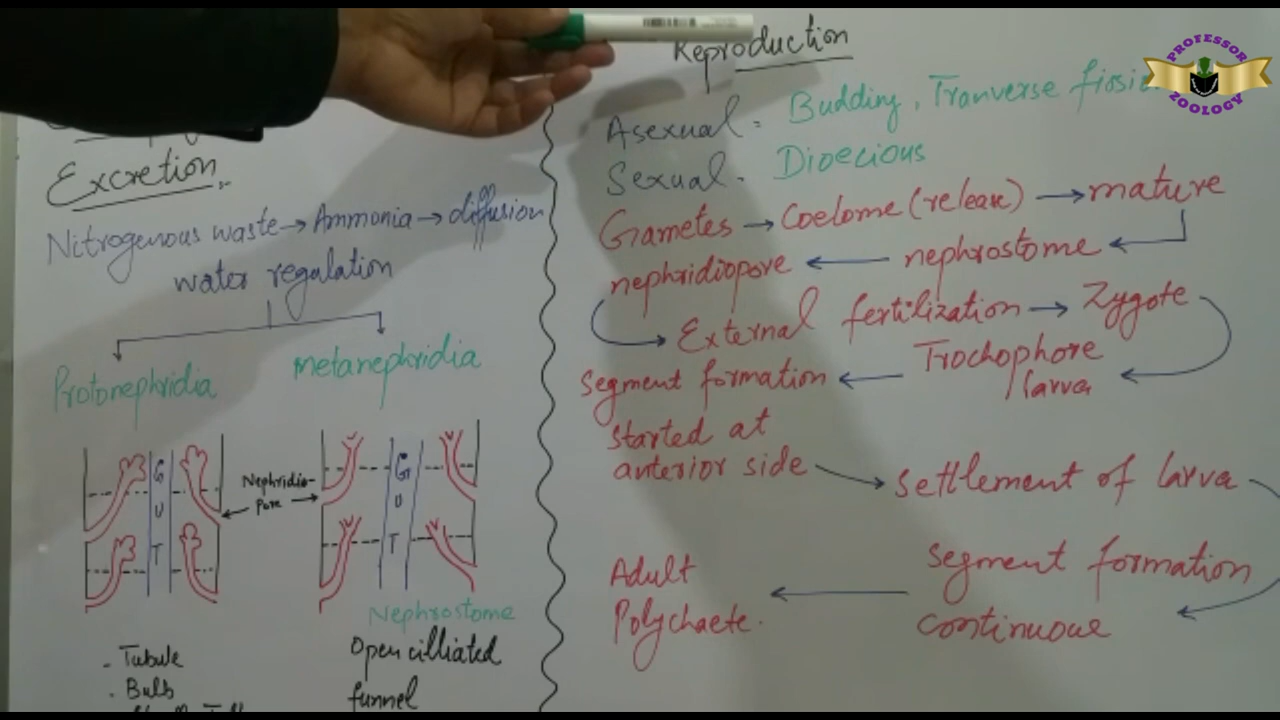 Excretion
Nitrogenous waste → Ammonia → diffusion
water regalation
Protonephridia
metanephridia
G
U
T
Nephridio-
Pore
G
U
T
Nephrostome
- Tubule
- Bulb
Open cilliated
funnel
Reproduction
Asexual = Budding, Tranverse fissio
Sexual - Dioecious
Gametes → Coelome (release) → mature
nephridiopore ← nephrostome
External fertilization → Zygote
Segment formation ← Trochophore
larva
started at
anterior side → settlement of larva
Adult
Polychaete.
←
segment formation
continuous
PROFESSOR
ZOOLOGY